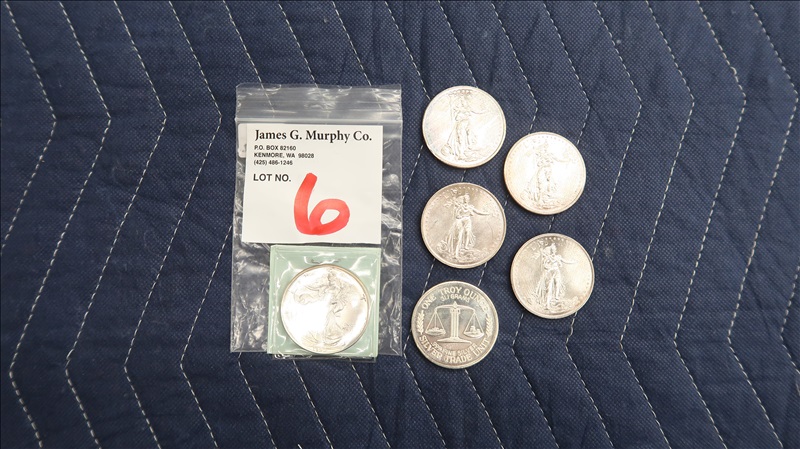 James G. Murphy Co.
P.O. BOX 82160
KENMORE, WA 98028
(425) 486-1246
LOT NO.
6
ONE TROY OUNCE
SILVER TRADE UNIT